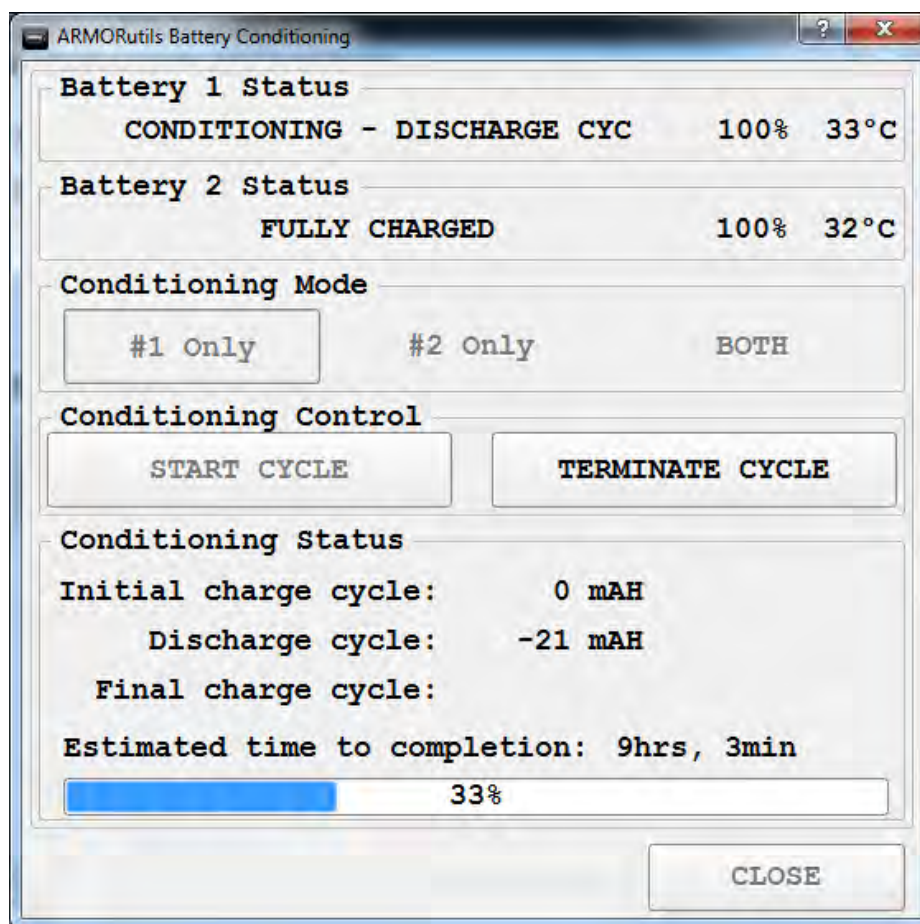 ARMORutils Battery Conditioning
Battery 1 Status
CONDITIONING - DISCHARGE CYC 100% 33°C
Battery 2 Status
FULLY CHARGED 100% 32°C
Conditioning Mode
#1 Only #2 Only BOTH
Conditioning Control
START CYCLE TERMINATE CYCLE
Conditioning Status
Initial charge cycle: 0 mAH
Discharge cycle: -21 mAH
Final charge cycle:
Estimated time to completion: 9hrs, 3min
33%
CLOSE